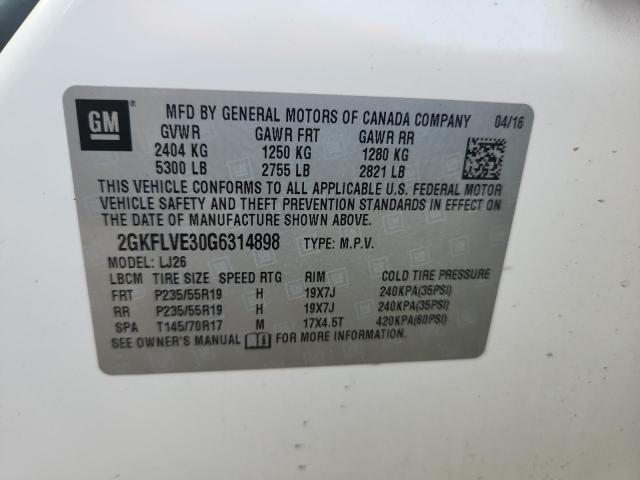 GM ®
MFD BY GENERAL MOTORS OF CANADA COMPANY 04/16
GVWR GAWR FRT GAWR RR
2404 KG 1250 KG 1280 KG
5300 LB 2755 LB 2821 LB
THIS VEHICLE CONFORMS TO ALL APPLICABLE U.S. FEDERAL MOTOR
VEHICLE SAFETY AND THEFT PREVENTION STANDARDS IN EFFECT ON
THE DATE OF MANUFACTURE SHOWN ABOVE.
2GKFLVE30G6314898 TYPE: M.P.V.
MODEL: LJ26
LBCM TIRE SIZE SPEED RTG RIM COLD TIRE PRESSURE
FRT P235/55R19 H 19X7J 240KPA(35PSI)
RR P235/55R19 H 19X7J 240KPA(35PSI)
SPA T145/70R17 M 17X4.5T 420KPA(60PSI)
SEE OWNER'S MANUAL FOR MORE INFORMATION.